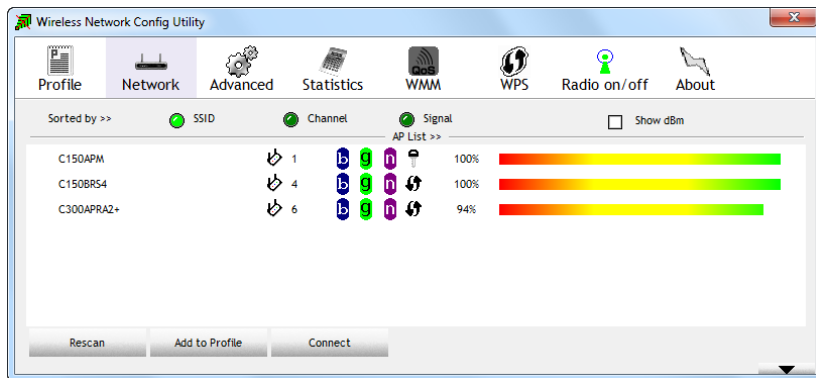 Wireless Network Config Utility
Profile Network Advanced Statistics WMM WPS Radio on/off About
P
QoS
Sorted by >> SSID Channel Signal Show dBm
AP List >>
C150APM 1 b g n 100%
C150BRS4 4 b g n 100%
C300APRA2+ 6 b g n 94%
Rescan Add to Profile Connect